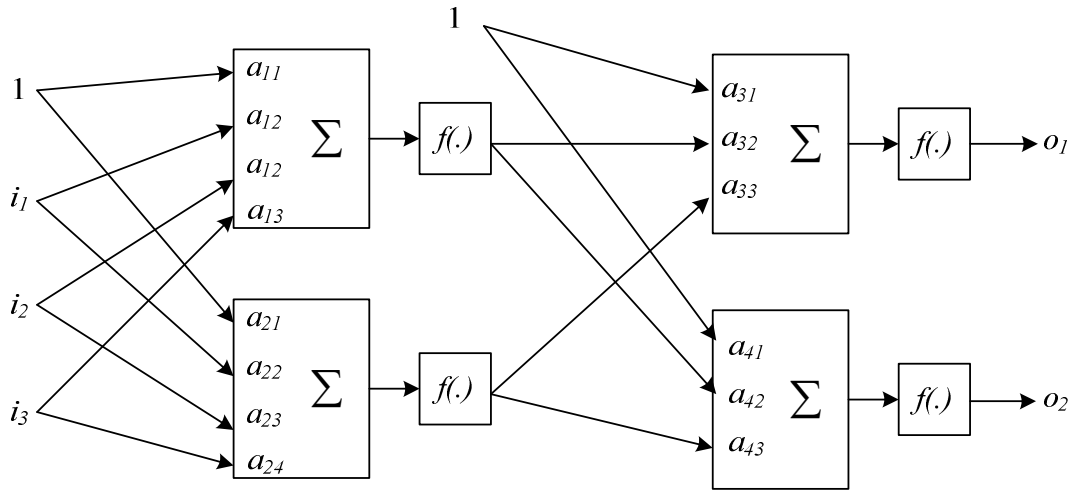 1
1
i1
i2
i3
a11
a12
a12
a13
Σ
f(.)
a21
a22
a23
a24
Σ
f(.)
a31
a32
a33
Σ
f(.)
o1
a41
a42
a43
Σ
f(.)
o2